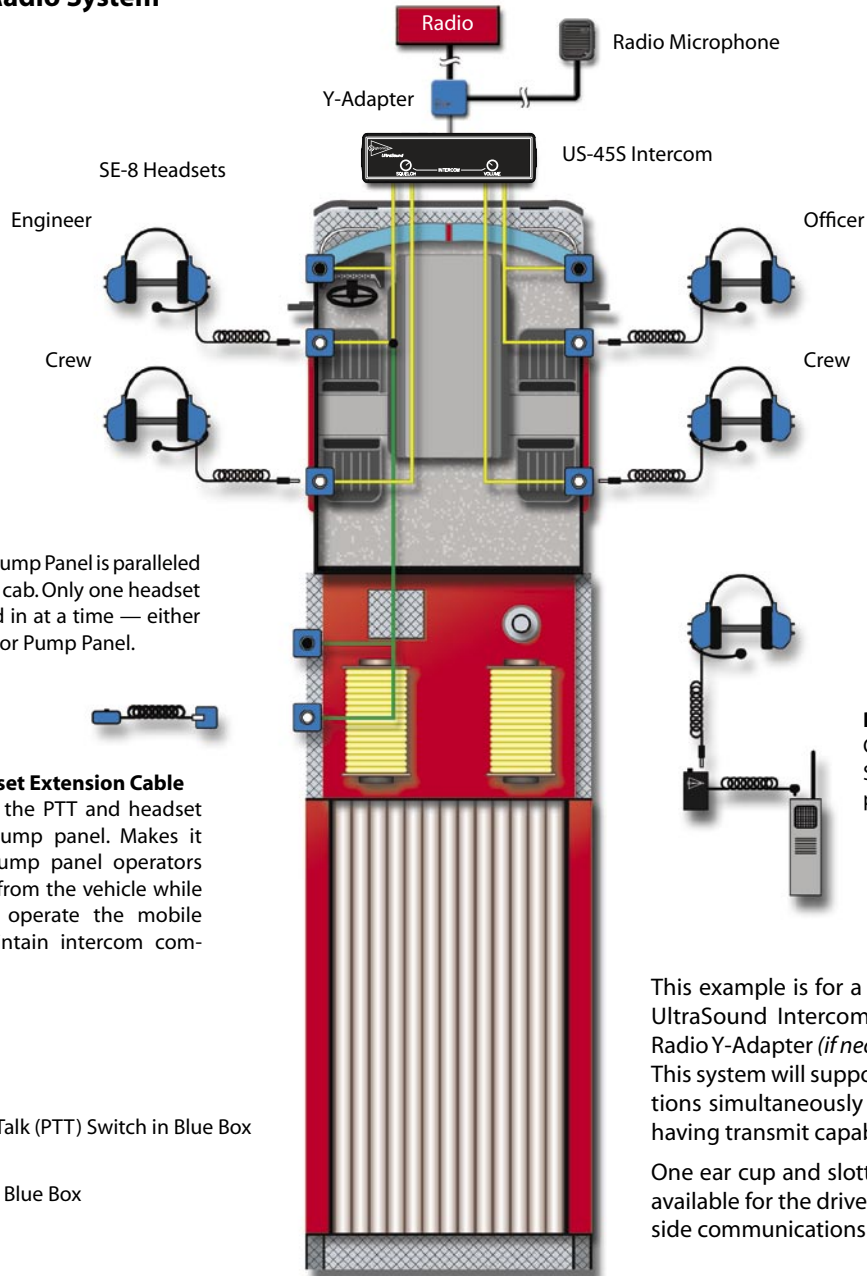 Radio System
Radio
Radio Microphone
Y-Adapter
US-45S Intercom
UltraSound
SQUELCH
INTERCOM
VOLUME
SE-8 Headsets
Engineer
Officer
Crew
Crew
ump Panel is paralleled
cab. Only one headset
d in at a time — either
or Pump Panel.
set Extension Cable
the PTT and headset
ump panel. Makes it
ump panel operators
from the vehicle while
operate the mobile
ntain intercom com-
This example is for a
UltraSound Intercom
Radio Y-Adapter (if nec
This system will suppo
tions simultaneously
having transmit capab
One ear cup and slott
available for the drive
side communications
Talk (PTT) Switch in Blue Box
Blue Box